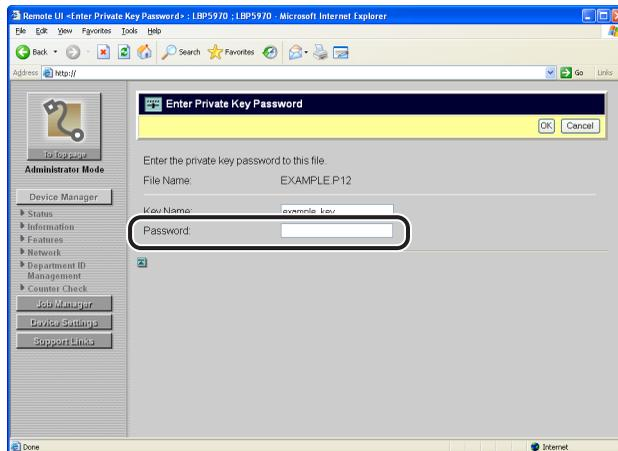 Remote UI <Enter Private Key Password> : LBP5970 ; LBP5970 - Microsoft Internet Explorer
File Edit View Favorites Tools Help
Back Search Favorites
Address http:// Go Links
Enter Private Key Password
OK Cancel
To Top page
Administrator Mode
Device Manager
Status
Information
Features
Network
Department ID
Management
Counter Check
Job Manager
Device Settings
Support Links
Enter the private key password to this file.
File Name: EXAMPLE.P12
Key Name: example_key
Password:
Done Internet